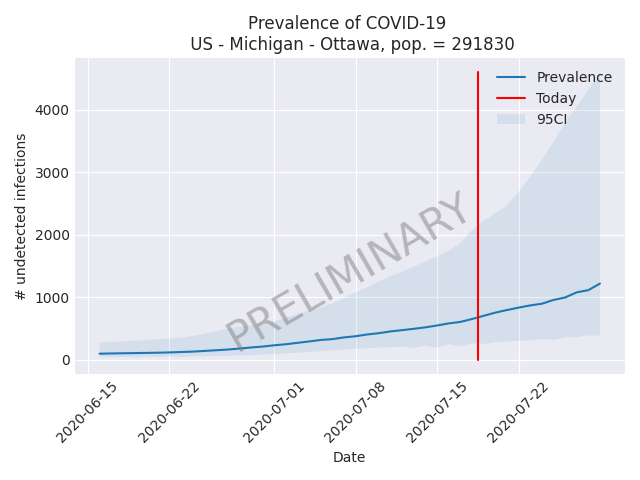 Prevalence of COVID-19
US - Michigan - Ottawa, pop. = 291830
Prevalence
Today
95CI
4000
3000
2000
1000
0
# undetected infections
PRELIMINARY
2020-06-15
2020-06-22
2020-07-01
2020-07-08
2020-07-15
2020-07-22
Date